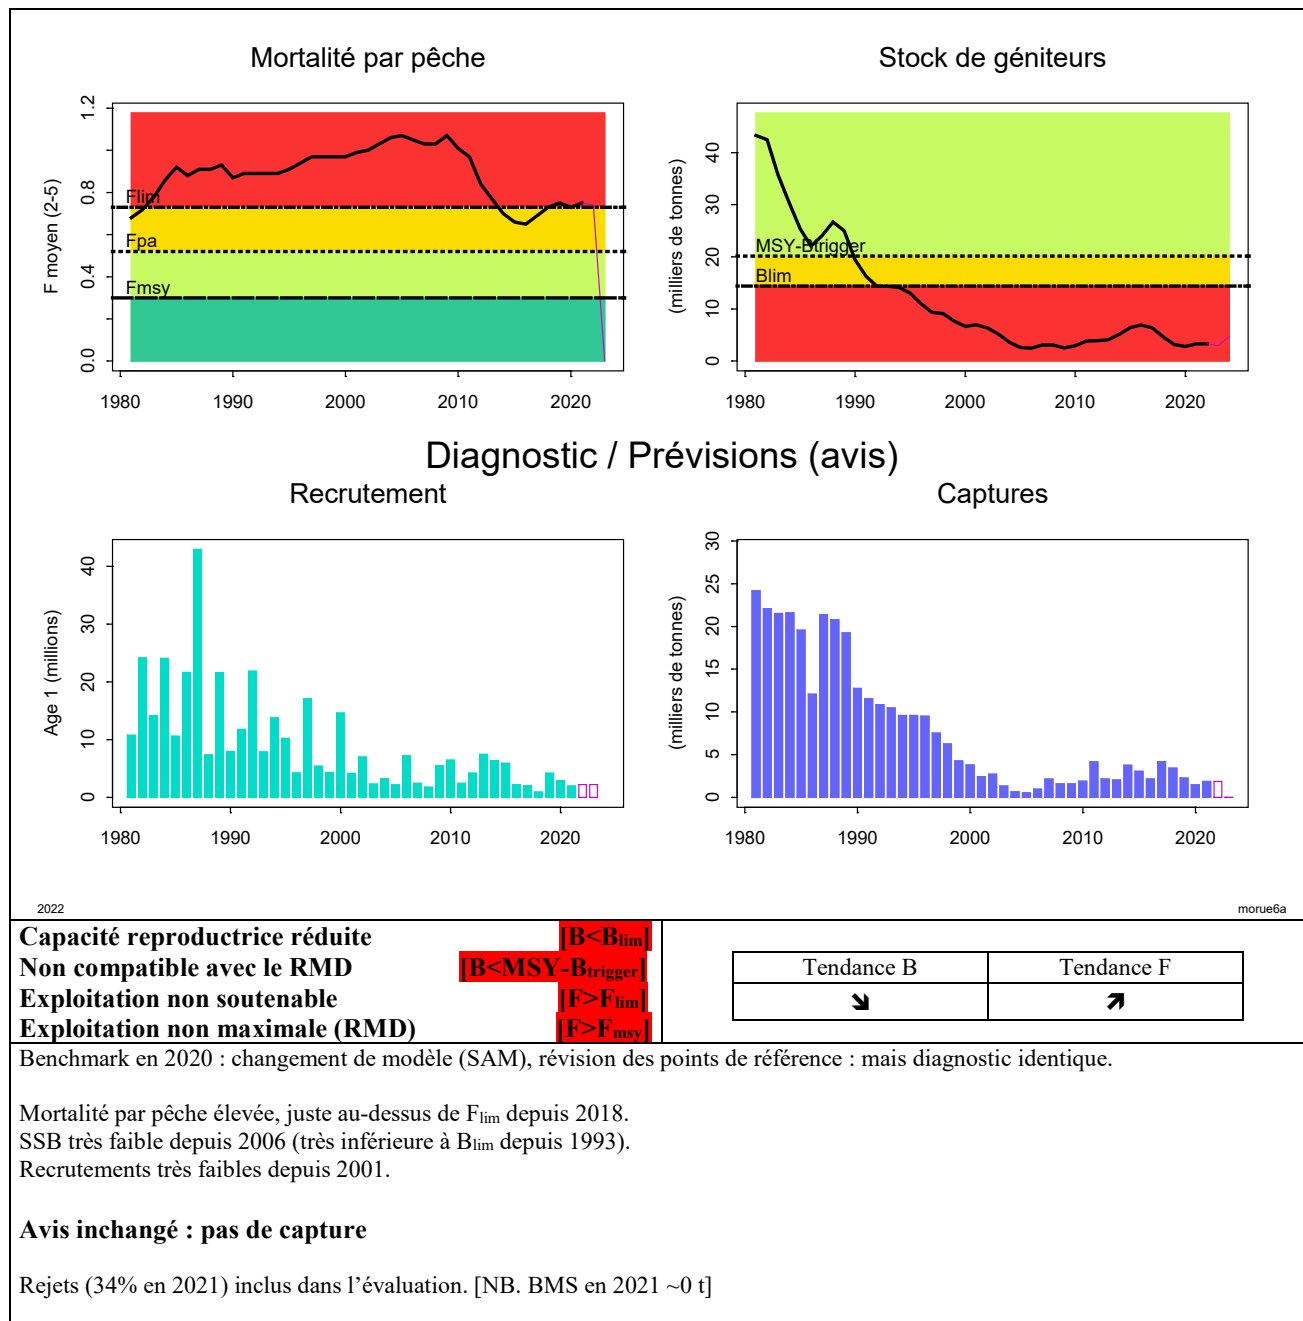 Mortalité par pêche
F moyen (2-5)
0.0 0.4 0.8 1.2
Flim
Fpa
Fmsy
1980 1990 2000 2010 2020
Stock de géniteurs
(milliers de tonnes)
0 10 20 30 40
MSY-Btrigger
Blim
1980 1990 2000 2010 2020
Diagnostic / Prévisions (avis)
Recrutement
Age 1 (millions)
0 10 20 30 40
1980 1990 2000 2010 2020
Captures
(milliers de tonnes)
0 5 10 15 20 25 30
1980 1990 2000 2010 2020
2022
morue6a
Capacité reproductrice réduite [B<Blim]
Non compatible avec le RMD [B<MSY-Btrigger]
Exploitation non soutenable [F>Flim]
Exploitation non maximale (RMD) [F>Fmsy]
Tendance B Tendance F
➘ ➚
Benchmark en 2020 : changement de modèle (SAM), révision des points de référence : mais diagnostic identique.
Mortalité par pêche élevée, juste au-dessus de Flim depuis 2018.
SSB très faible depuis 2006 (très inférieure à Blim depuis 1993).
Recrutements très faibles depuis 2001.
Avis inchangé : pas de capture
Rejets (34% en 2021) inclus dans l’évaluation. [NB. BMS en 2021 ~0 t]